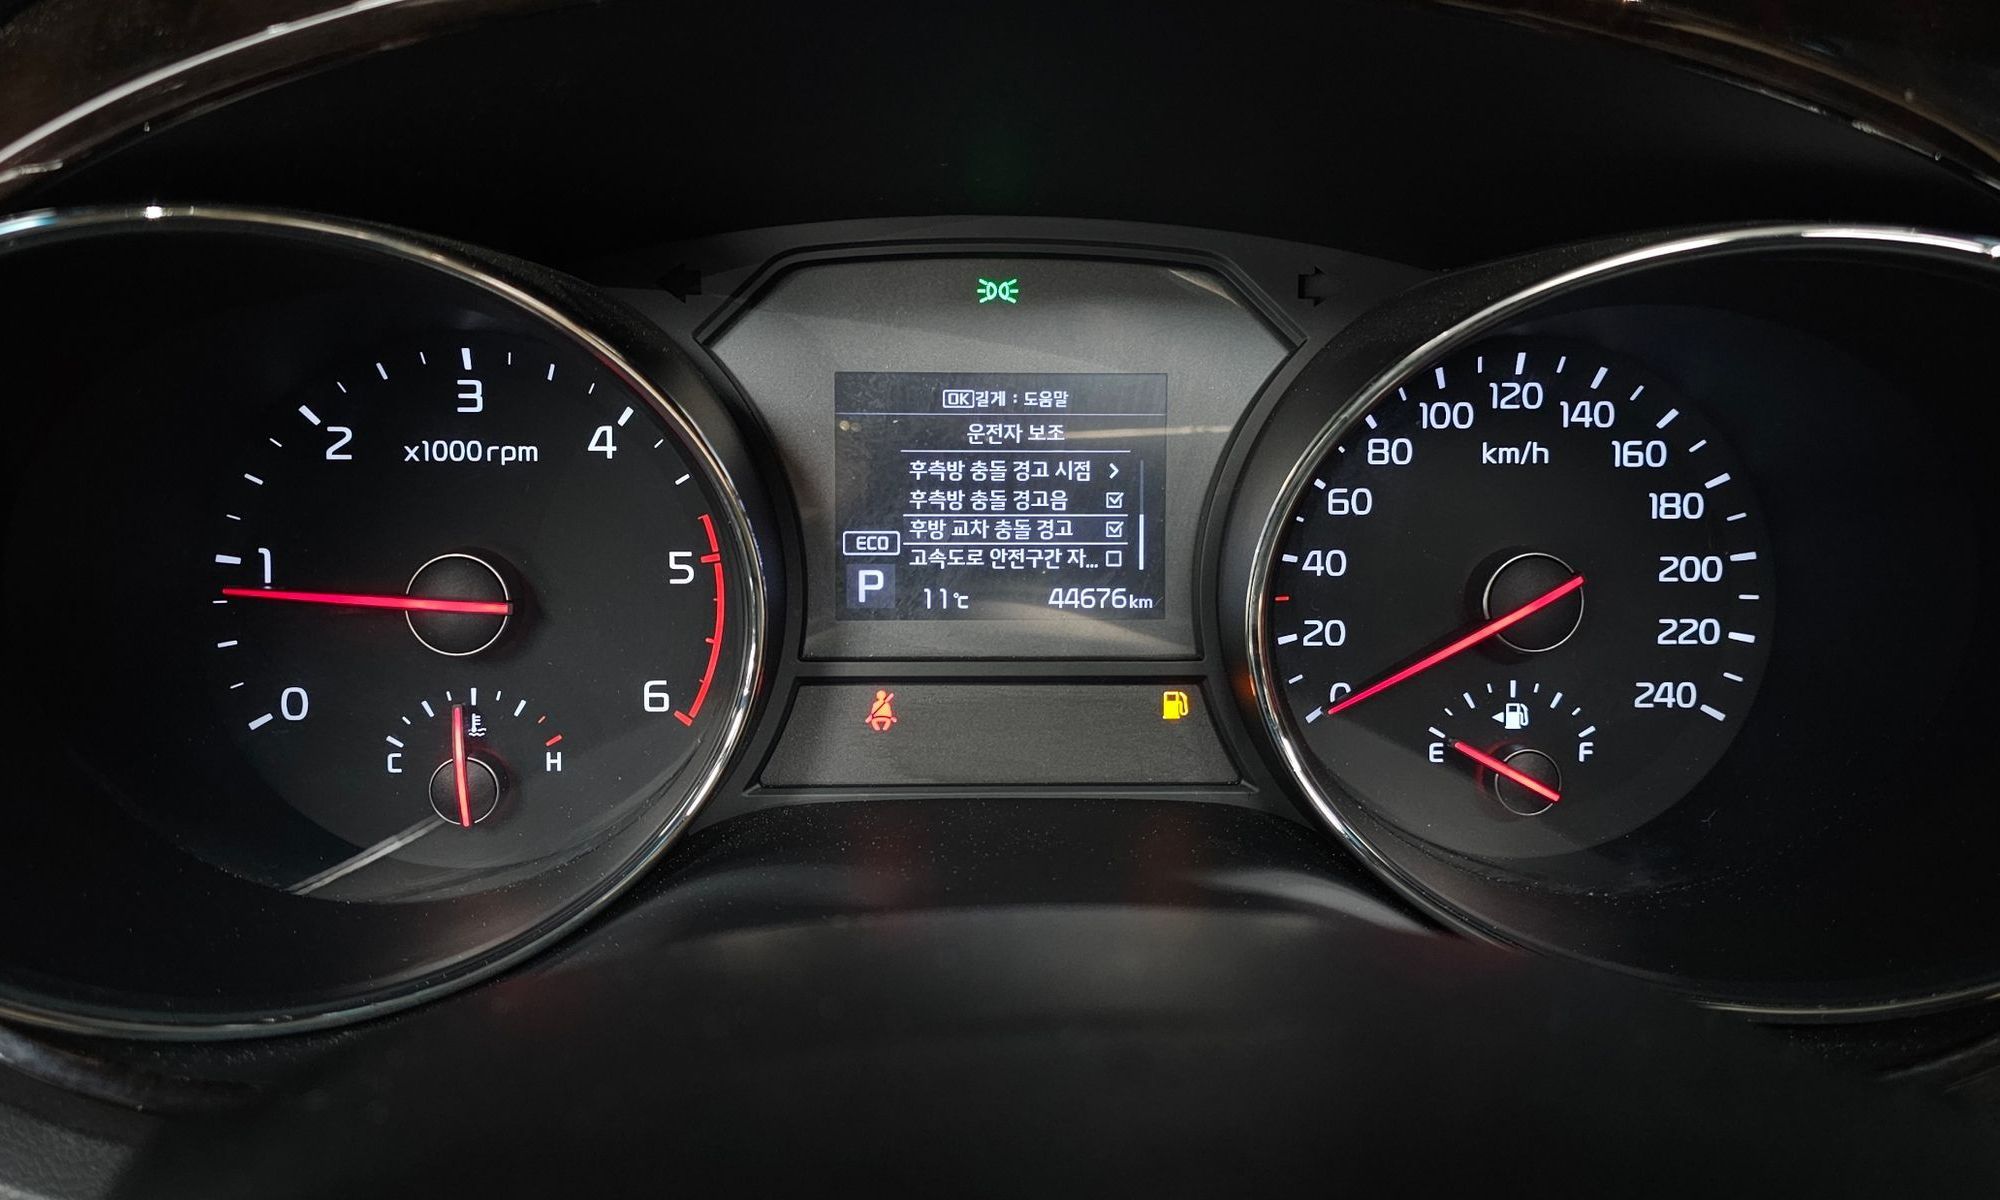 OK길게 : 도움말
운전자 보조
후측방 충돌 경고 시점 >
후측방 충돌 경고음
후방 교차 충돌 경고
고속도로 안전구간 자...
ECO
P
11℃ 44676km
0 1 2 3 4 5 6
x1000rpm
C H
0 20 40 60 80 100 120 140 160 180 200 220 240
km/h
E F